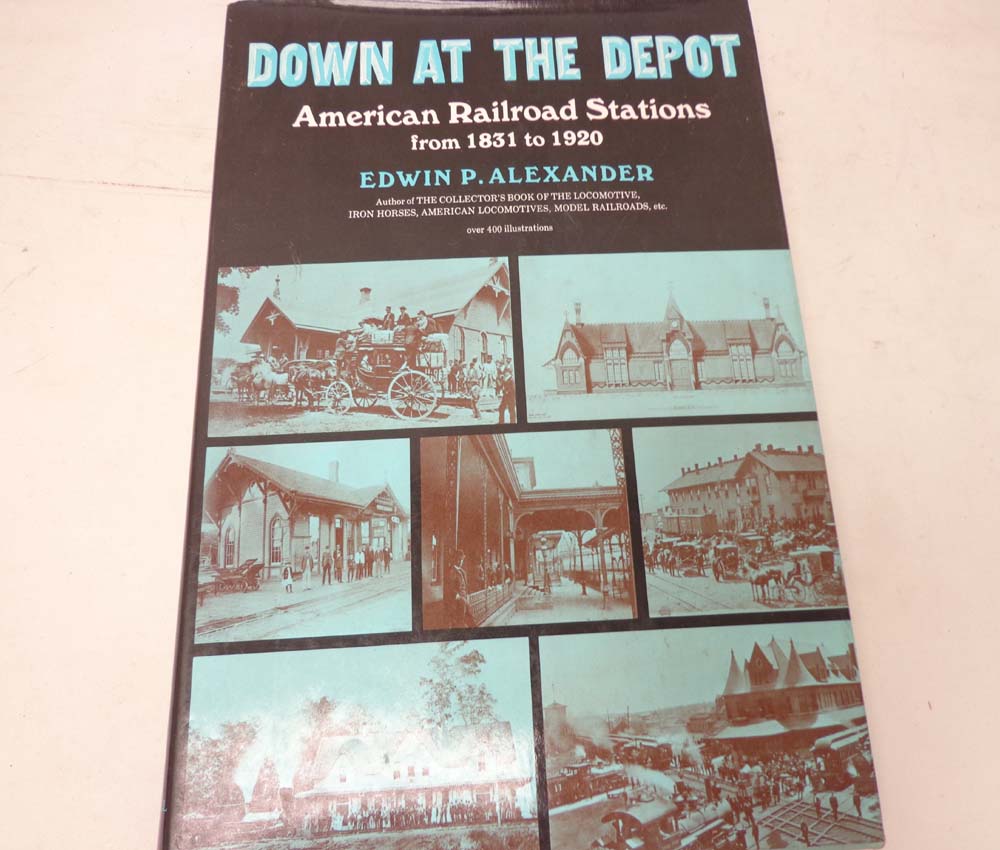 DOWN AT THE DEPOT
American Railroad Stations
from 1831 to 1920
EDWIN P. ALEXANDER
Author of THE COLLECTOR'S BOOK OF THE LOCOMOTIVE,
IRON HORSES, AMERICAN LOCOMOTIVES, MODEL RAILROADS, etc.
over 400 illustrations